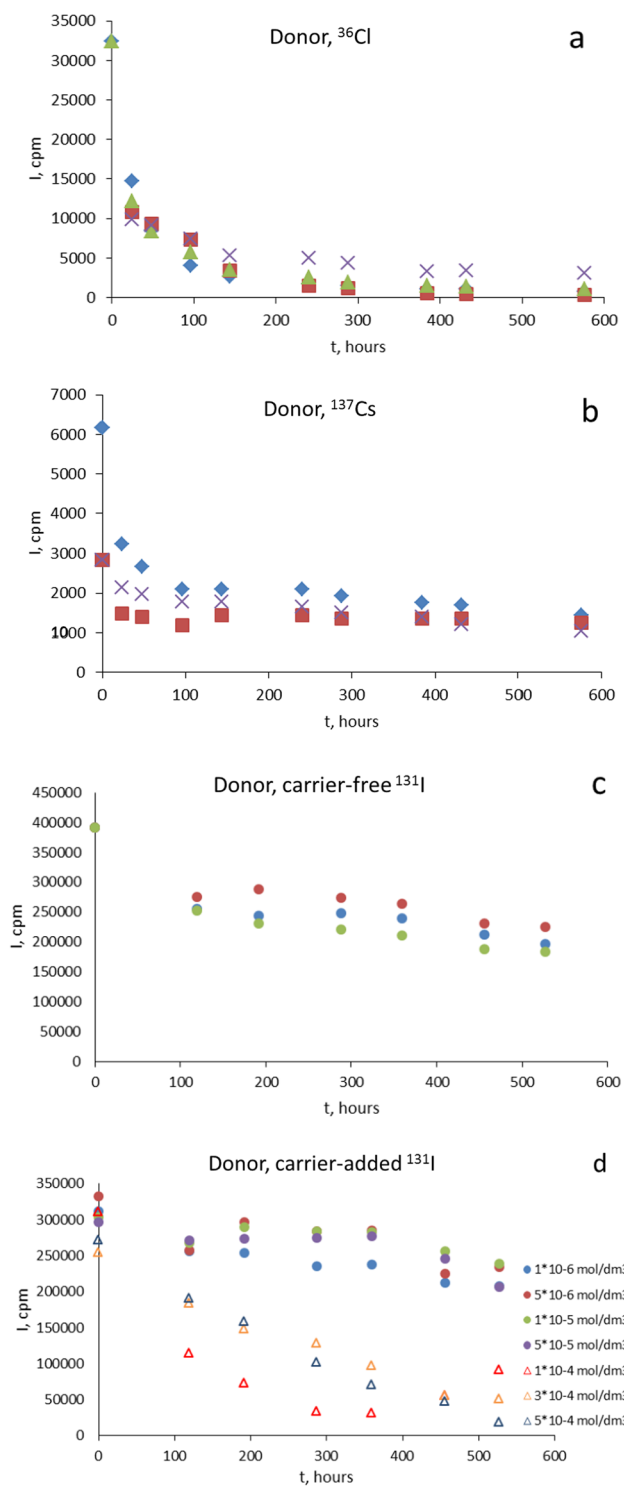 Donor, ³⁶Cl
a
35000
30000
25000
20000
15000
10000
5000
0
I, cpm
0 100 200 300 400 500 600
t, hours
Donor, ¹³⁷Cs
b
7000
6000
5000
4000
3000
2000
1000
0
I, cpm
0 100 200 300 400 500 600
t, hours
Donor, carrier-free ¹³¹I
c
450000
400000
350000
300000
250000
200000
150000
100000
50000
0
I, cpm
0 100 200 300 400 500 600
t, hours
Donor, carrier-added ¹³¹I
d
350000
300000
250000
200000
150000
100000
50000
0
I, cpm
0 100 200 300 400 500 600
t, hours
1*10-6 mol/dm3
5*10-6 mol/dm3
1*10-5 mol/dm3
5*10-5 mol/dm3
1*10-4 mol/dm3
3*10-4 mol/dm3
5*10-4 mol/dm3